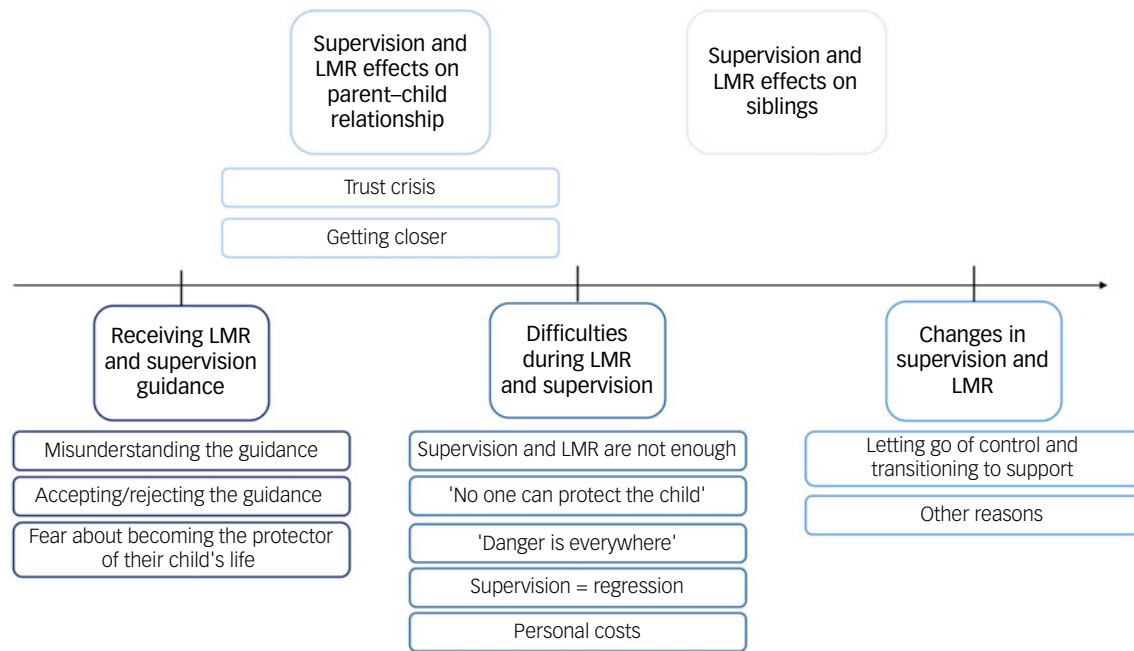 Supervision and
LMR effects on
parent–child
relationship
Trust crisis
Getting closer
Supervision and
LMR effects on
siblings
Receiving LMR
and supervision
guidance
Misunderstanding the guidance
Accepting/rejecting the guidance
Fear about becoming the protector
of their child's life
Difficulties
during LMR
and supervision
Supervision and LMR are not enough
'No one can protect the child'
'Danger is everywhere'
Supervision = regression
Personal costs
Changes in
supervision and
LMR
Letting go of control and
transitioning to support
Other reasons